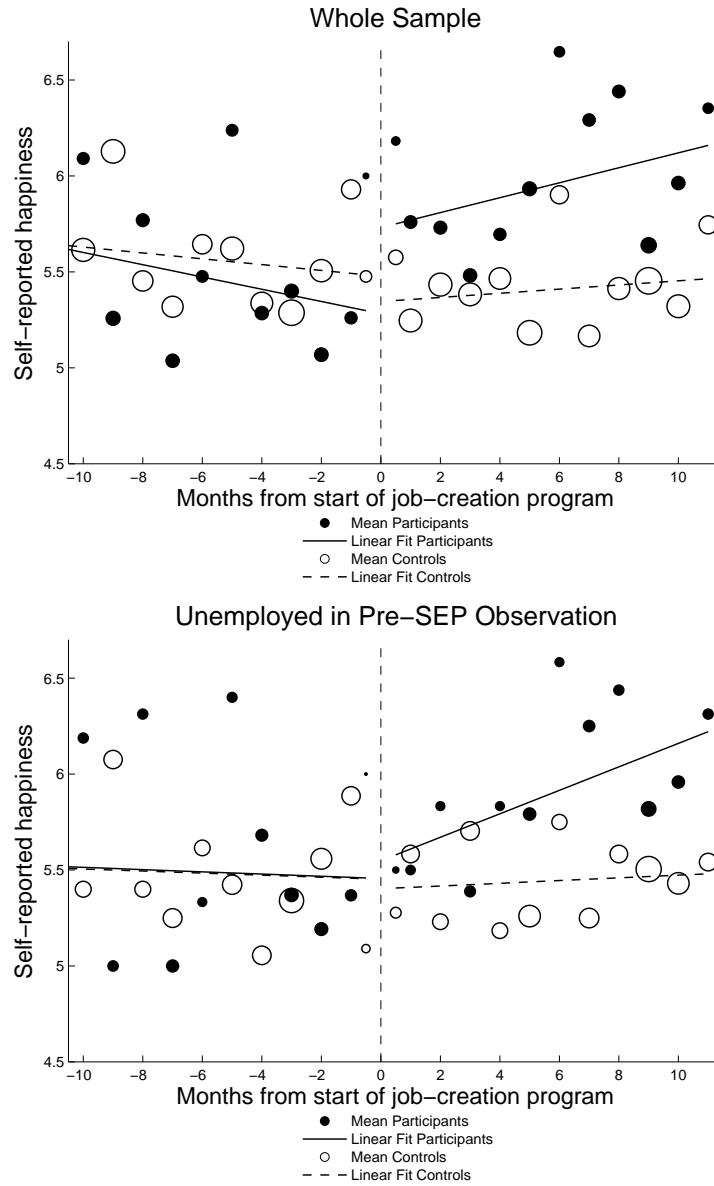 Whole Sample
6.5
6
5.5
5
4.5
Self−reported happiness
−10 −8 −6 −4 −2 0 2 4 6 8 10
Months from start of job−creation program
Mean Participants
Linear Fit Participants
Mean Controls
Linear Fit Controls
Unemployed in Pre−SEP Observation
6.5
6
5.5
5
4.5
Self−reported happiness
−10 −8 −6 −4 −2 0 2 4 6 8 10
Months from start of job−creation program
Mean Participants
Linear Fit Participants
Mean Controls
Linear Fit Controls